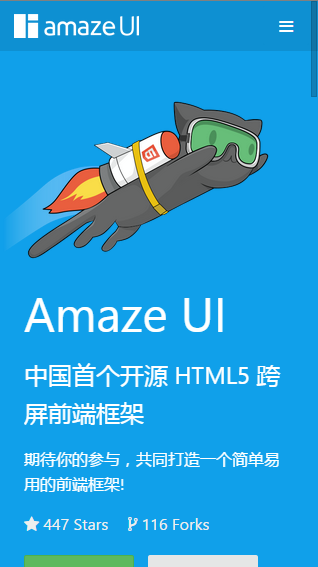 amaze UI
Amaze UI
中国首个开源 HTML5 跨
屏前端框架
期待你的参与，共同打造一个简单易
用的前端框架!
447 Stars 116 Forks